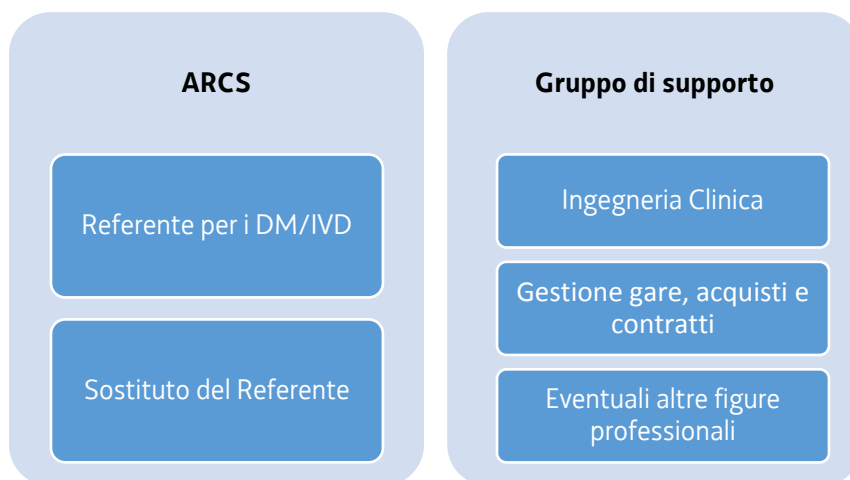 ARCS
Referente per i DM/IVD
Sostituto del Referente
Gruppo di supporto
Ingegneria Clinica
Gestione gare, acquisti e
contratti
Eventuali altre figure
professionali